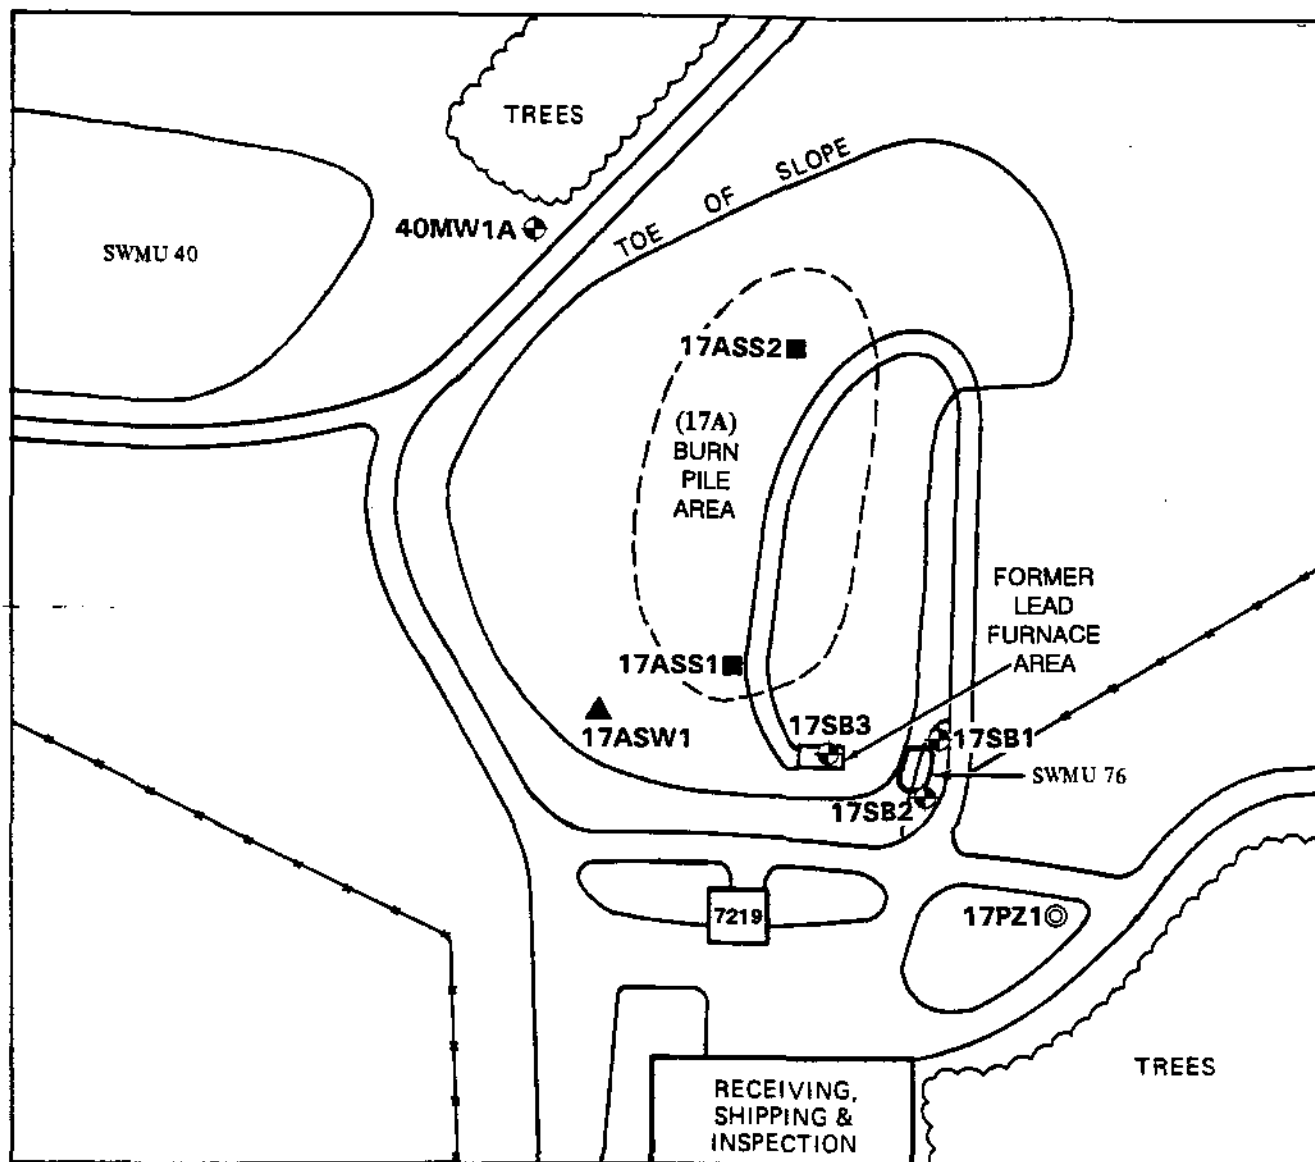 TREES
TOE OF SLOPE
40MW1A
SWMU 40
17ASS2
(17A)
BURN
PILE
AREA
FORMER
LEAD
FURNACE
AREA
17ASS1
17ASW1
17SB3
17SB1
SWMU 76
17SB2
7219
17PZ1
TREES
RECEIVING,
SHIPPING &
INSPECTION